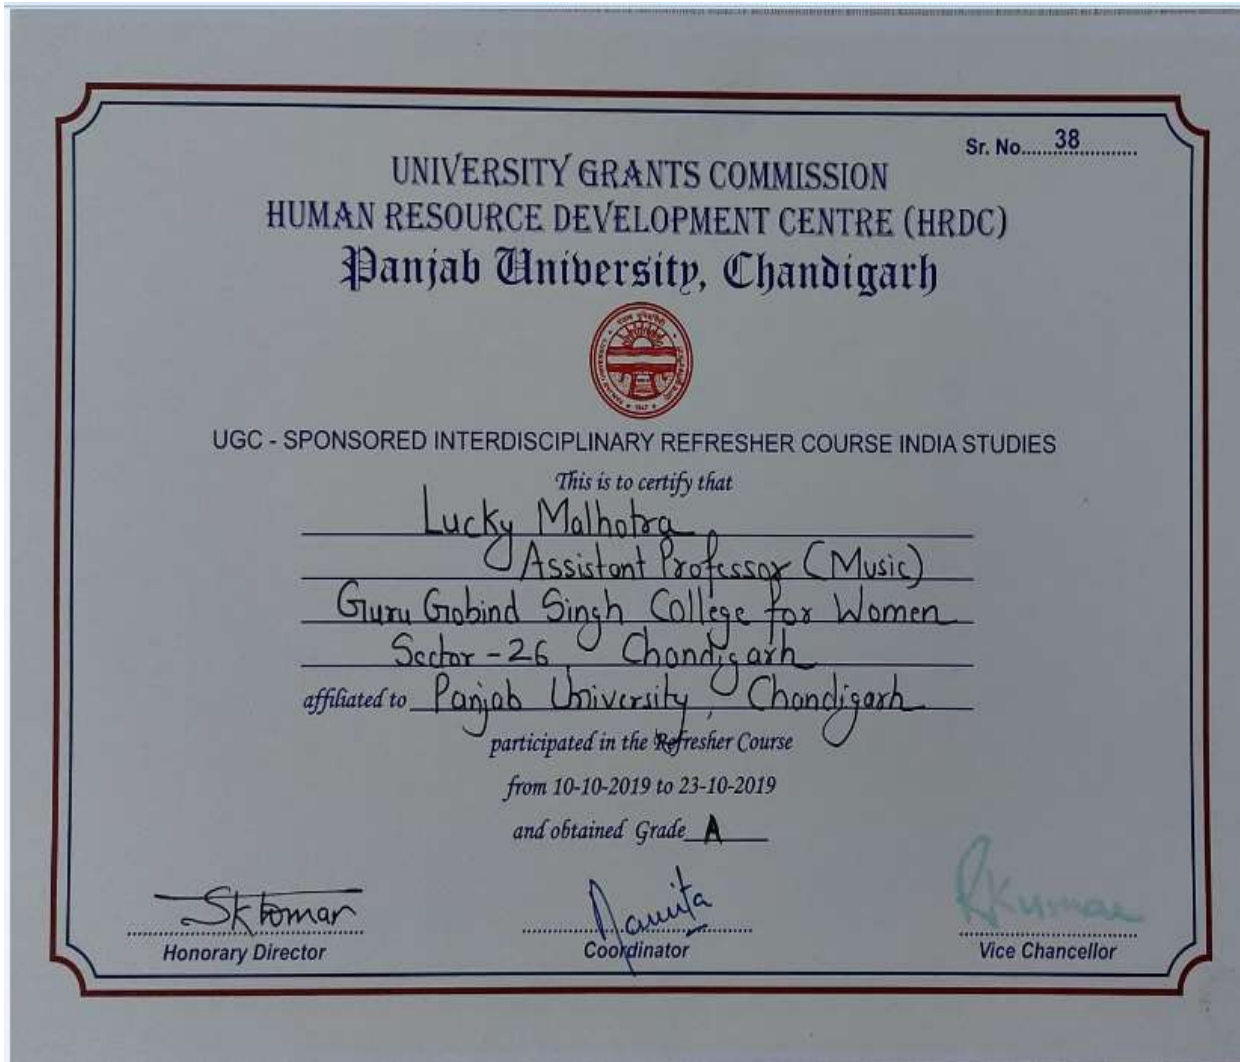 Sr. No......38..........
UNIVERSITY GRANTS COMMISSION
HUMAN RESOURCE DEVELOPMENT CENTRE (HRDC)
Panjab University, Chandigarh
UGC - SPONSORED INTERDISCIPLINARY REFRESHER COURSE INDIA STUDIES
This is to certify that
Lucky Malhotra,
Assistant Professor (Music)
Guru Gobind Singh College for Women
Sector - 26, Chandigarh
affiliated to Panjab University, Chandigarh
participated in the Refresher Course
from 10-10-2019 to 23-10-2019
and obtained Grade A
SKTomar
Namita
RKumar
Honorary Director
Coordinator
Vice Chancellor